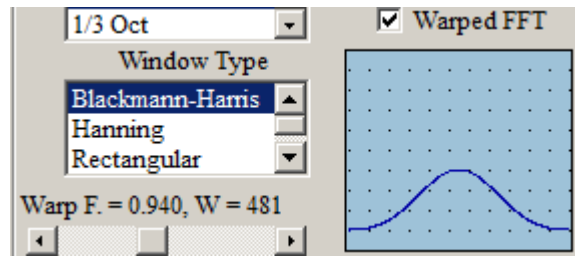 1/3 Oct
Warped FFT
Window Type
Blackmann-Harris
Hanning
Rectangular
Warp F. = 0.940, W = 481